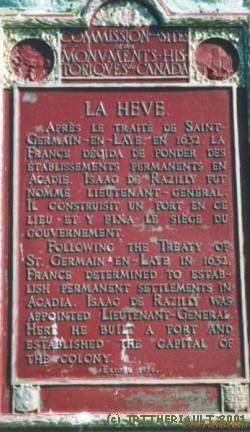 COMMISSION DES SITES
MONUMENTS HIS-
TORIQUES DU CANADA
LA HEVE
APRÈS LE TRAITÉ DE SAINT-
GERMAIN-EN-LAYE EN 1632, LA
FRANCE DÉCIDA DE FONDER DES
ÉTABLISSEMENTS PERMANENTS EN
ACADIE. ISAAC DE RAZILLY FUT
NOMMÉ LIEUTENANT-GÉNÉRAL.
IL CONSTRUISIT UN FORT EN CE
LIEU ET Y FIXA LE SIÈGE DU
GOUVERNEMENT.
FOLLOWING THE TREATY OF
ST. GERMAIN-EN-LAYE IN 1632,
FRANCE DETERMINED TO ESTAB-
LISH PERMANENT SETTLEMENTS IN
ACADIA. ISAAC DE RAZILLY WAS
APPOINTED LIEUTENANT-GENERAL.
HERE HE BUILT A FORT AND
ESTABLISHED THE CAPITAL OF
THE COLONY.
(c) JRTTHERIAULT 2001